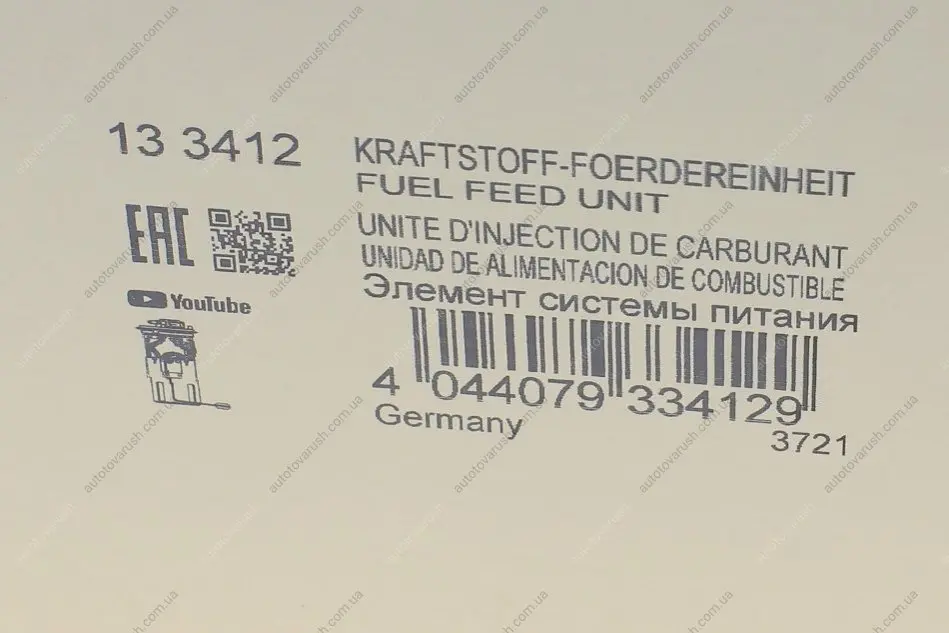 13 3412
KRAFTSTOFF-FOERDEREINHEIT
FUEL FEED UNIT
UNITE D'INJECTION DE CARBURANT
UNIDAD DE ALIMENTACION DE COMBUSTIBLE
Элемент системы питания
EAC
YouTube
4 044079 334129
Germany
3721
autotovarush.com.ua